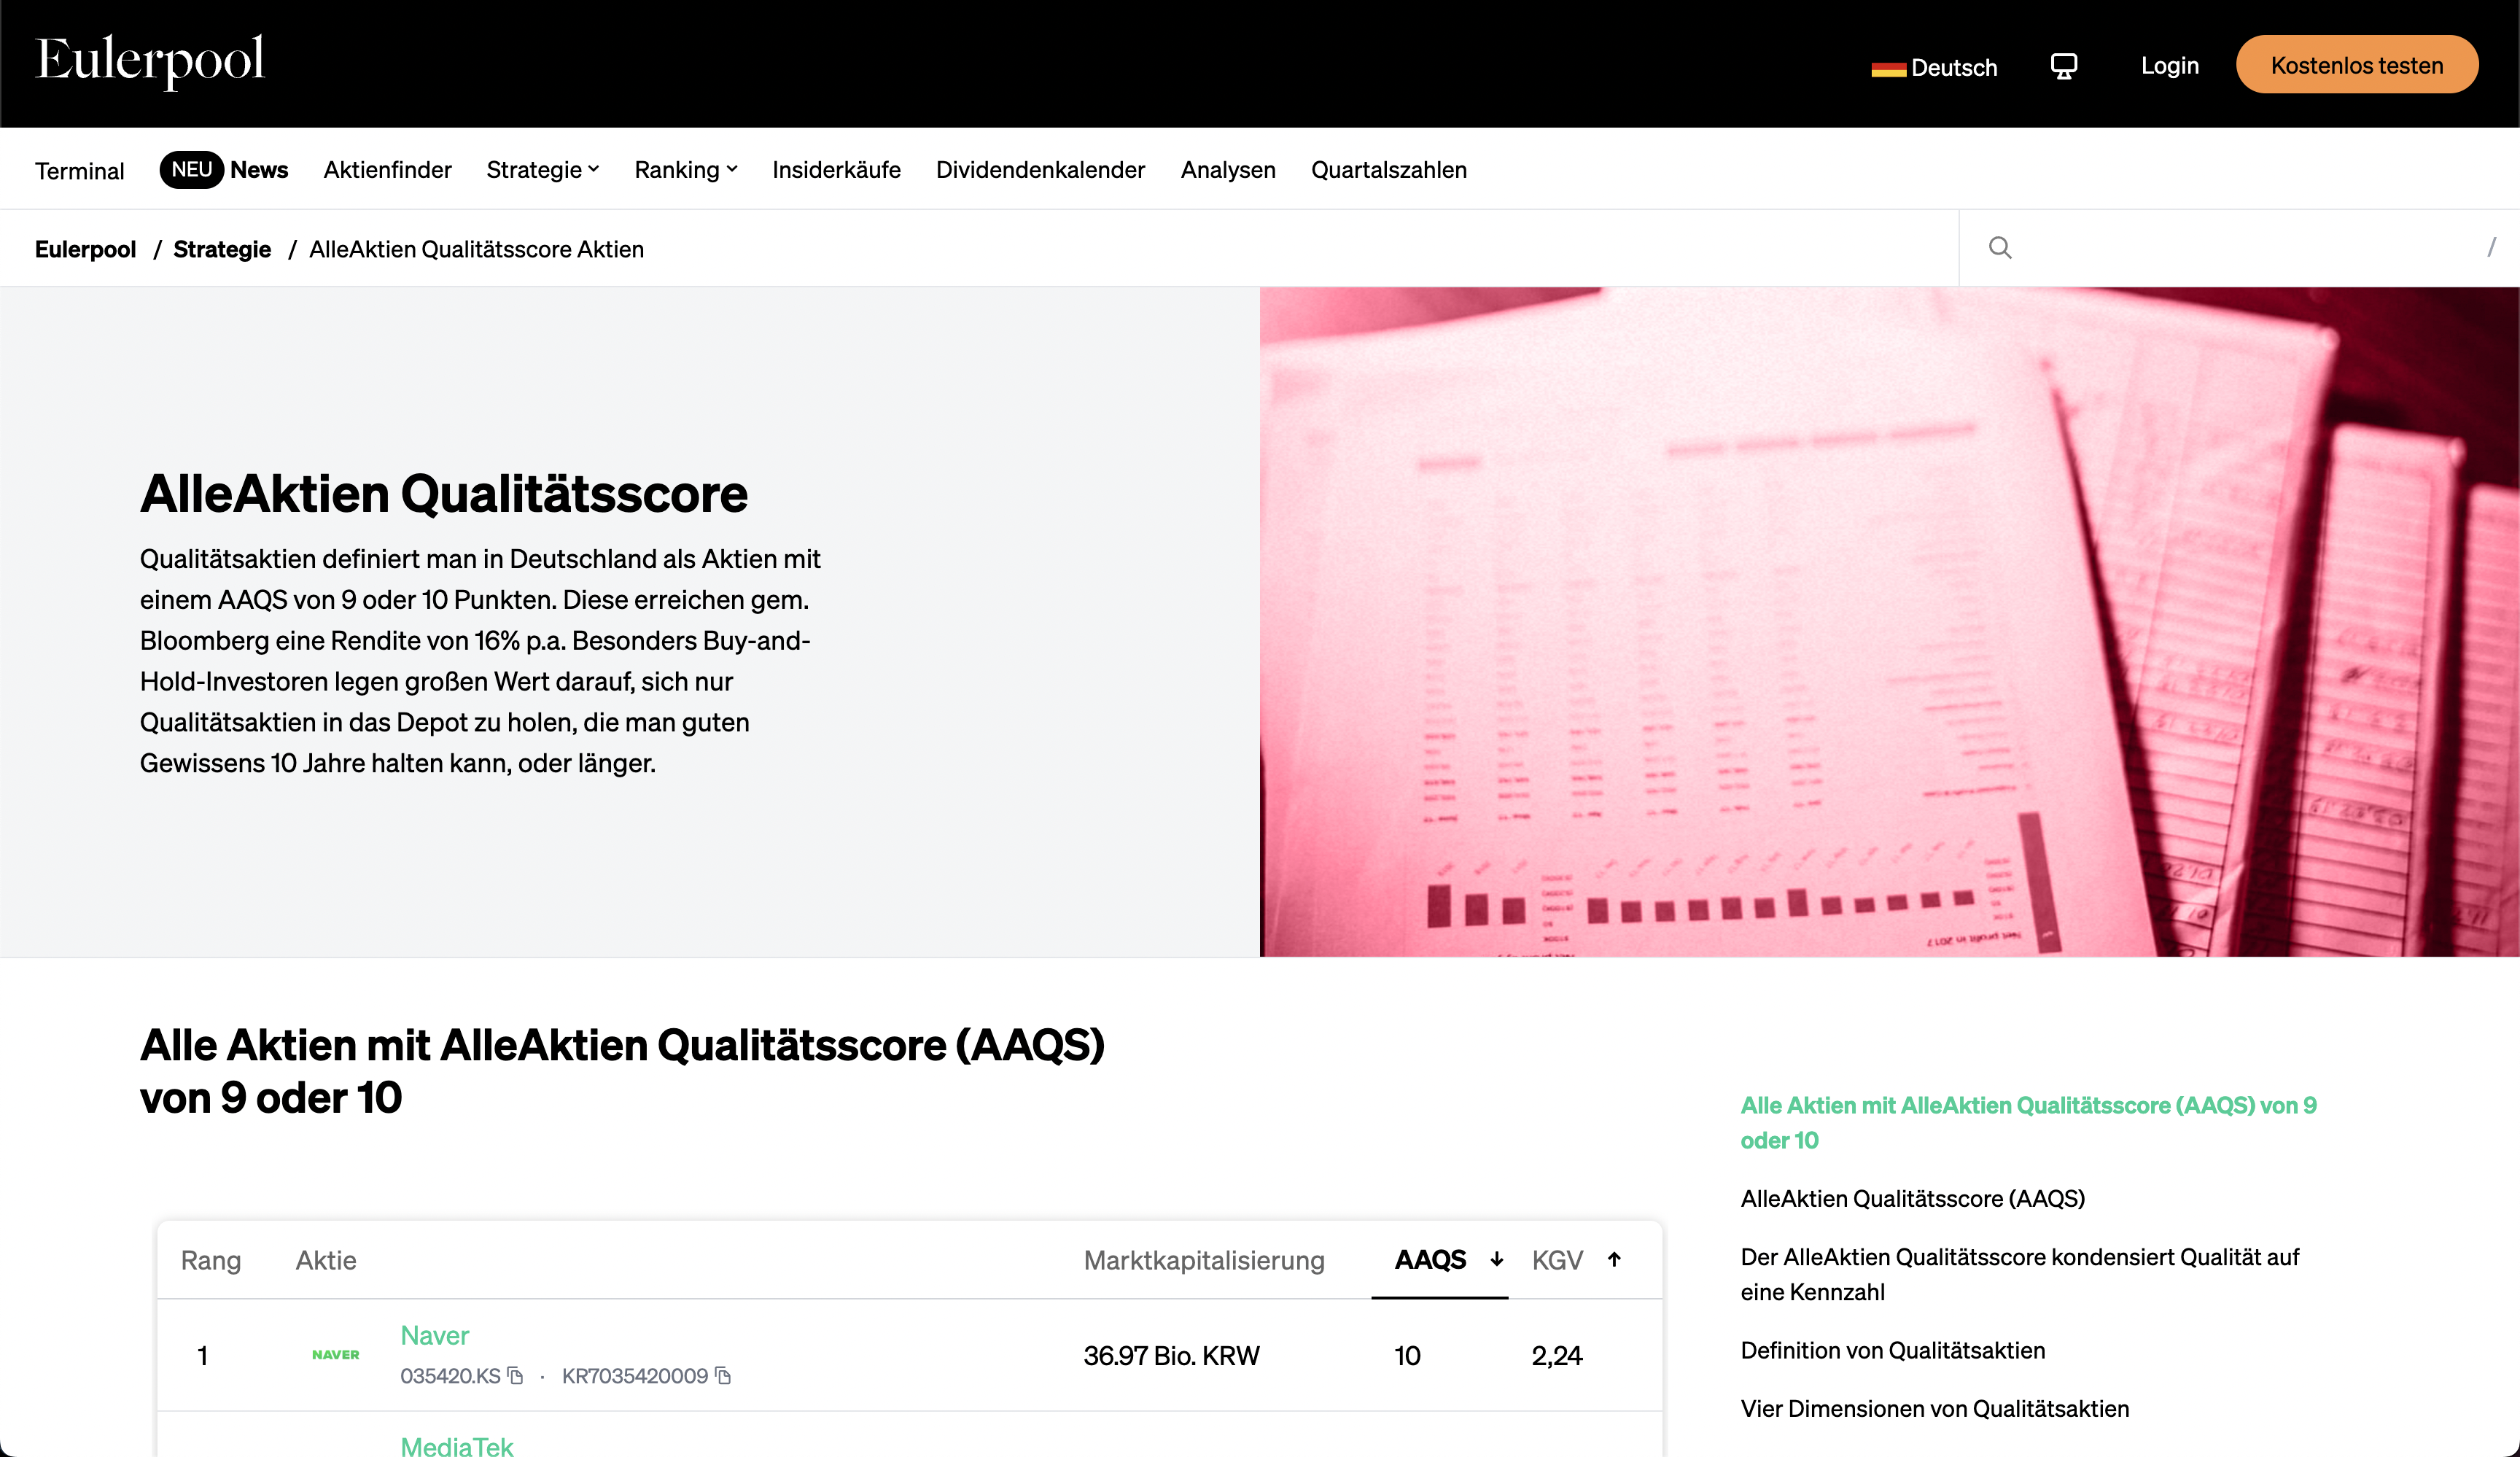 Eulerpool
Deutsch
Login
Kostenlos testen
Terminal
NEU News
Aktienfinder
Strategie
Ranking
Insiderkäufe
Dividendenkalender
Analysen
Quartalszahlen
Eulerpool / Strategie / AlleAktien Qualitätsscore Aktien
/
AlleAktien Qualitätsscore
Qualitätsaktien definiert man in Deutschland als Aktien mit
einem AAQS von 9 oder 10 Punkten. Diese erreichen gem.
Bloomberg eine Rendite von 16% p.a. Besonders Buy-and-
Hold-Investoren legen großen Wert darauf, sich nur
Qualitätsaktien in das Depot zu holen, die man guten
Gewissens 10 Jahre halten kann, oder länger.
Net profit in 2017
Alle Aktien mit AlleAktien Qualitätsscore (AAQS)
von 9 oder 10
Rang Aktie Marktkapitalisierung AAQS ↓ KGV ↑
1 NAVER Naver 36.97 Bio. KRW 10 2,24
035420.KS · KR7035420009
MediaTek
Alle Aktien mit AlleAktien Qualitätsscore (AAQS) von 9
oder 10
AlleAktien Qualitätsscore (AAQS)
Der AlleAktien Qualitätsscore kondensiert Qualität auf
eine Kennzahl
Definition von Qualitätsaktien
Vier Dimensionen von Qualitätsaktien